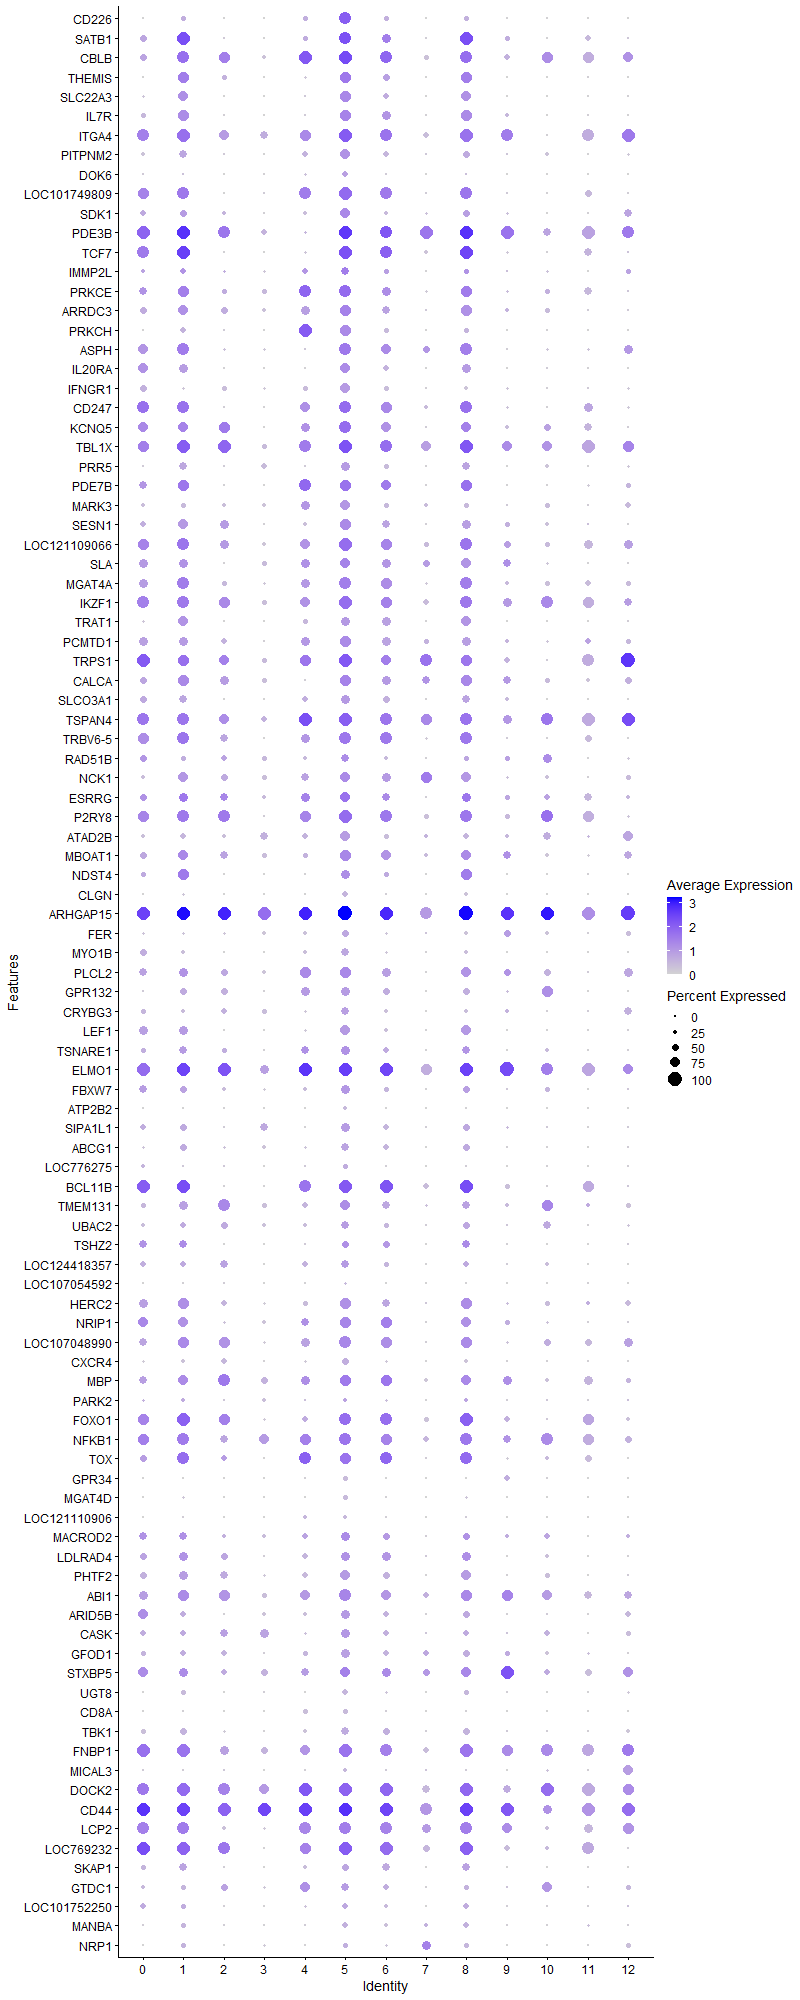 CD226
SATB1
CBLB
THEMIS
SLC22A3
IL7R
ITGA4
PITPNM2
DOK6
LOC101749809
SDK1
PDE3B
TCF7
IMMP2L
PRKCE
ARRDC3
PRKCH
ASPH
IL20RA
IFNGR1
CD247
KCNQ5
TBL1X
PRR5
PDE7B
MARK3
SESN1
LOC121109066
SLA
MGAT4A
IKZF1
TRAT1
PCMTD1
TRPS1
CALCA
SLCO3A1
TSPAN4
TRBV6-5
RAD51B
NCK1
ESRRG
P2RY8
ATAD2B
MBOAT1
NDST4
CLGN
ARHGAP15
FER
MYO1B
PLCL2
GPR132
CRYBG3
LEF1
TSNARE1
ELMO1
FBXW7
ATP2B2
SIPA1L1
ABCG1
LOC776275
BCL11B
TMEM131
UBAC2
TSHZ2
LOC124418357
LOC107054592
HERC2
NRIP1
LOC107048990
CXCR4
MBP
PARK2
FOXO1
NFKB1
TOX
GPR34
MGAT4D
LOC121110906
MACROD2
LDLRAD4
PHTF2
ABI1
ARID5B
CASK
GFOD1
STXBP5
UGT8
CD8A
TBK1
FNBP1
MICAL3
DOCK2
CD44
LCP2
LOC769232
SKAP1
GTDC1
LOC101752250
MANBA
NRP1
Features
0 1 2 3 4 5 6 7 8 9 10 11 12
Identity
Average Expression
3
2
1
0
Percent Expressed
0
25
50
75
100